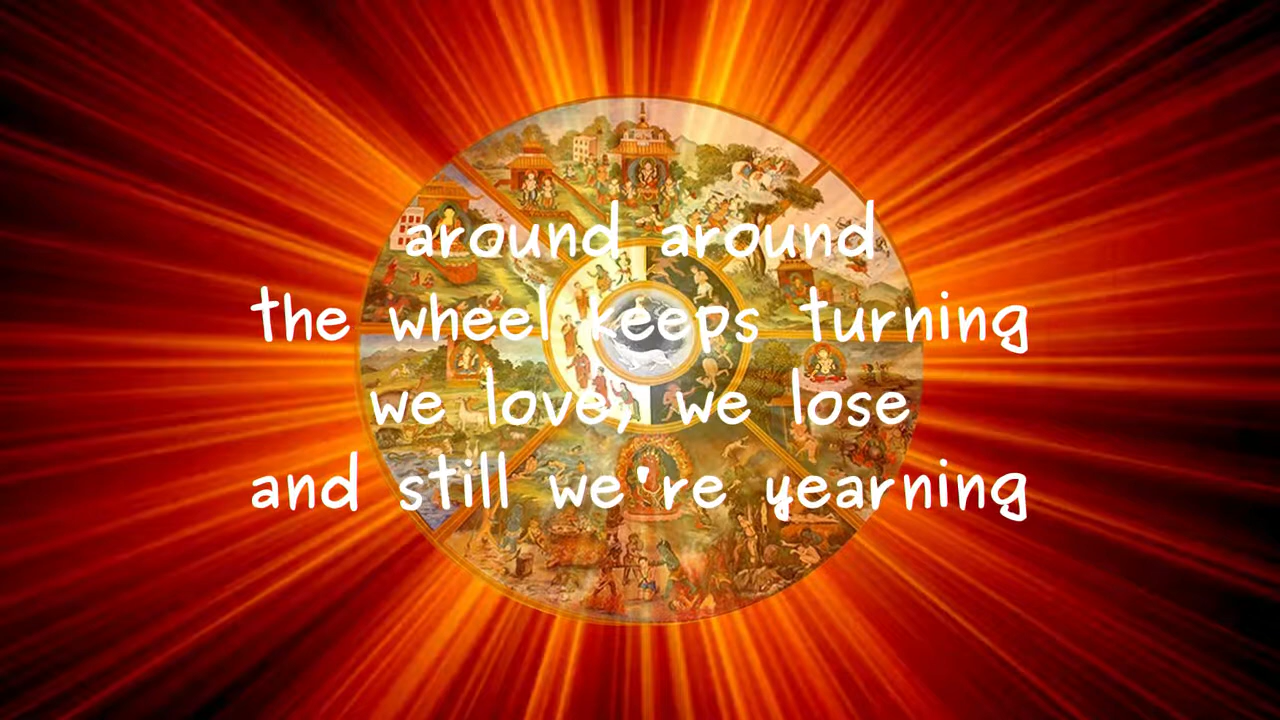 around around
the wheel keeps turning
we love, we lose
and still we're yearning